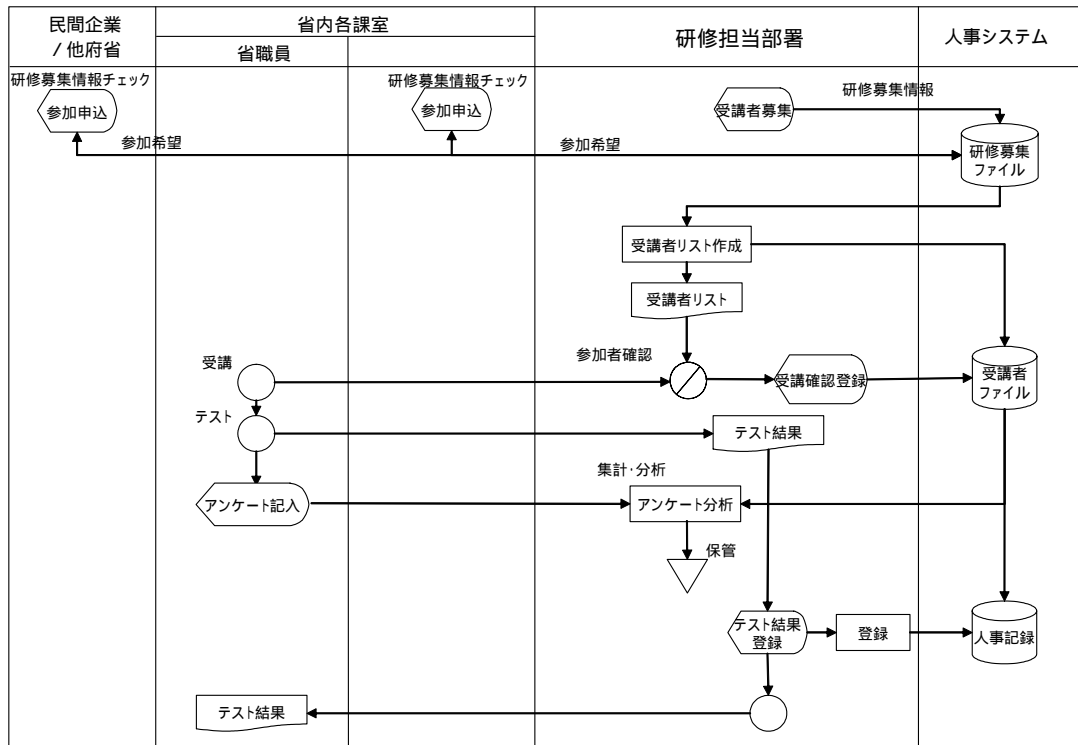 民間企業
/ 他府省
省内各課室
省職員
研修担当部署
人事システム
研修募集情報チェック
参加申込
研修募集情報チェック
参加申込
受講者募集
研修募集情報
参加希望
参加希望
研修募集
ファイル
受講者リスト作成
受講者リスト
参加者確認
受講
受講確認登録
受講者
ファイル
テスト
テスト結果
集計・分析
アンケート記入
アンケート分析
保管
テスト結果
登録
登録
人事記録
テスト結果